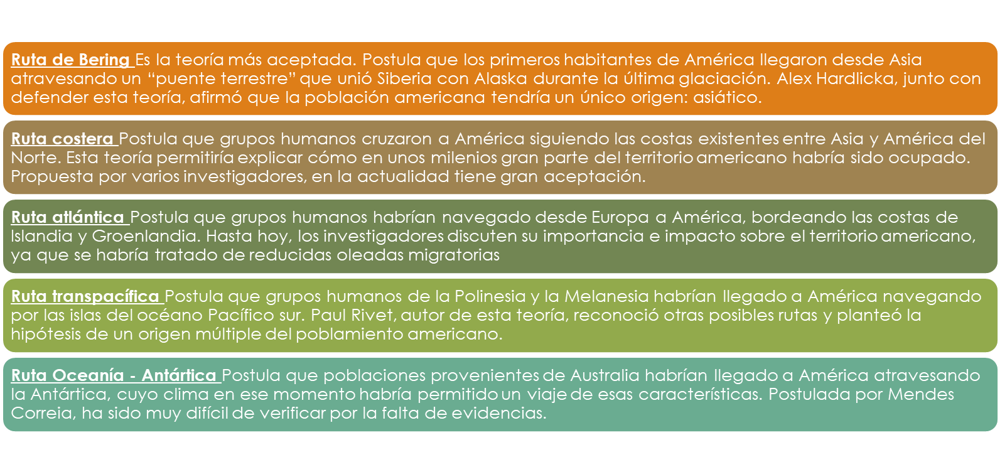 Ruta de Bering Es la teoría más aceptada. Postula que los primeros habitantes de América llegaron desde Asia
atravesando un “puente terrestre” que unió Siberia con Alaska durante la última glaciación. Alex Hardlicka, junto con
defender esta teoría, afirmó que la población americana tendría un único origen: asiático.
Ruta costera Postula que grupos humanos cruzaron a América siguiendo las costas existentes entre Asia y América del
Norte. Esta teoría permitiría explicar cómo en unos milenios gran parte del territorio americano habría sido ocupado.
Propuesta por varios investigadores, en la actualidad tiene gran aceptación.
Ruta atlántica Postula que grupos humanos habrían navegado desde Europa a América, bordeando las costas de
Islandia y Groenlandia. Hasta hoy, los investigadores discuten su importancia e impacto sobre el territorio americano,
ya que se habría tratado de reducidas oleadas migratorias
Ruta transpacífica Postula que grupos humanos de la Polinesia y la Melanesia habrían llegado a América navegando
por las islas del océano Pacífico sur. Paul Rivet, autor de esta teoría, reconoció otras posibles rutas y planteó la
hipótesis de un origen múltiple del poblamiento americano.
Ruta Oceanía - Antártica Postula que poblaciones provenientes de Australia habrían llegado a América atravesando
la Antártica, cuyo clima en ese momento habría permitido un viaje de esas características. Postulada por Mendes
Correia, ha sido muy difícil de verificar por la falta de evidencias.